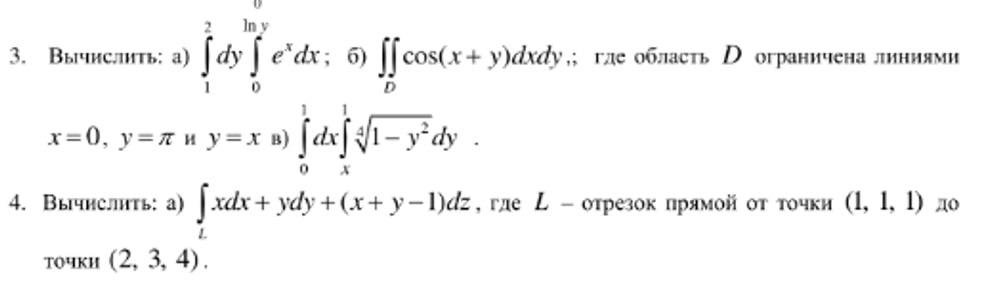 0
3. Вычислить: а) ∫₁² dy ∫₀^{ln y} eˣdx; б) ∬_D cos(x + y)dxdy,; где область D ограничена линиями
x = 0, y = π и y = x в) ∫₀¹ dx ∫ₓ¹ ∜(1 − y²) dy .
4. Вычислить: а) ∫_L xdx + ydy + (x + y − 1)dz, где L – отрезок прямой от точки (1, 1, 1) до
точки (2, 3, 4).